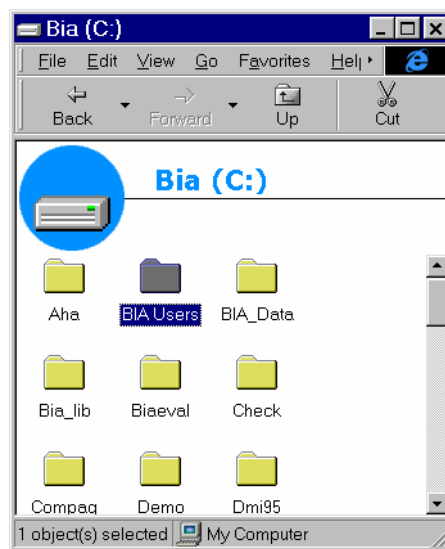 Bia (C:)
File Edit View Go Favorites Help
Back Forward Up Cut
Bia (C:)
Aha BIA Users BIA_Data
Bia_lib Biaeval Check
Compaq Demo Dmi95
1 object(s) selected My Computer